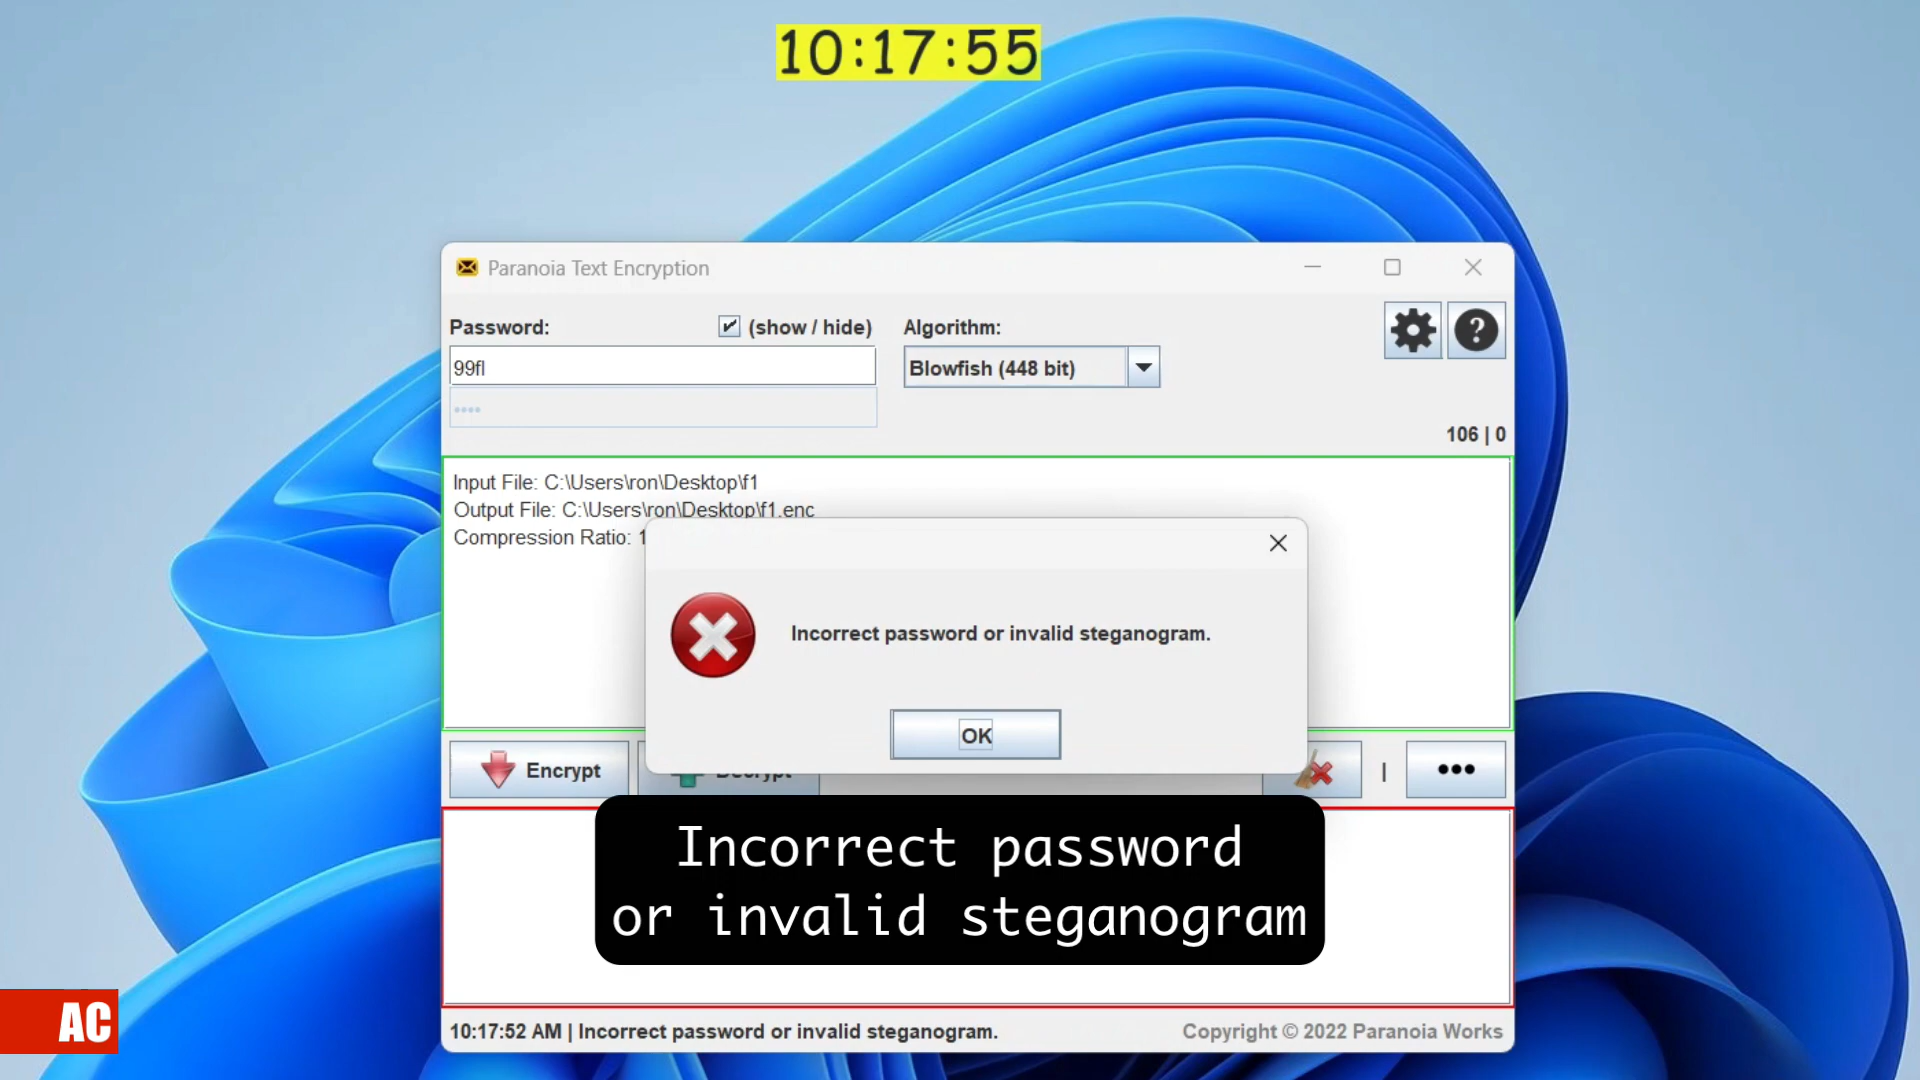 10:17:55
Paranoia Text Encryption
Password:
(show / hide)
Algorithm:
99fl
Blowfish (448 bit)
106 | 0
Input File: C:\Users\ron\Desktop\f1
Output File: C:\Users\ron\Desktop\f1.enc
Compression Ratio: 1
Incorrect password or invalid steganogram.
OK
Encrypt
Decrypt
|
Incorrect password
or invalid steganogram
AC
10:17:52 AM | Incorrect password or invalid steganogram.
Copyright © 2022 Paranoia Works